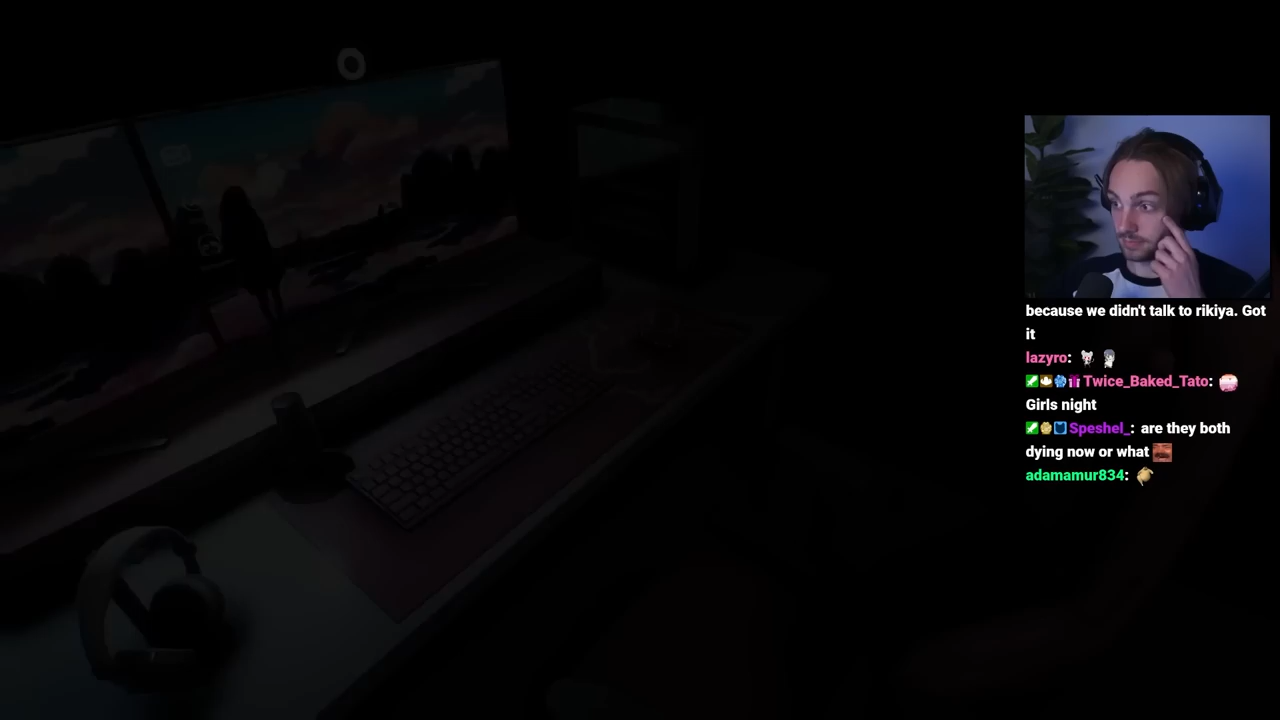 because we didn't talk to rikiya. Got
it
lazyro:
Twice_Baked_Tato:
Girls night
Speshel_: are they both
dying now or what
adamamur834: